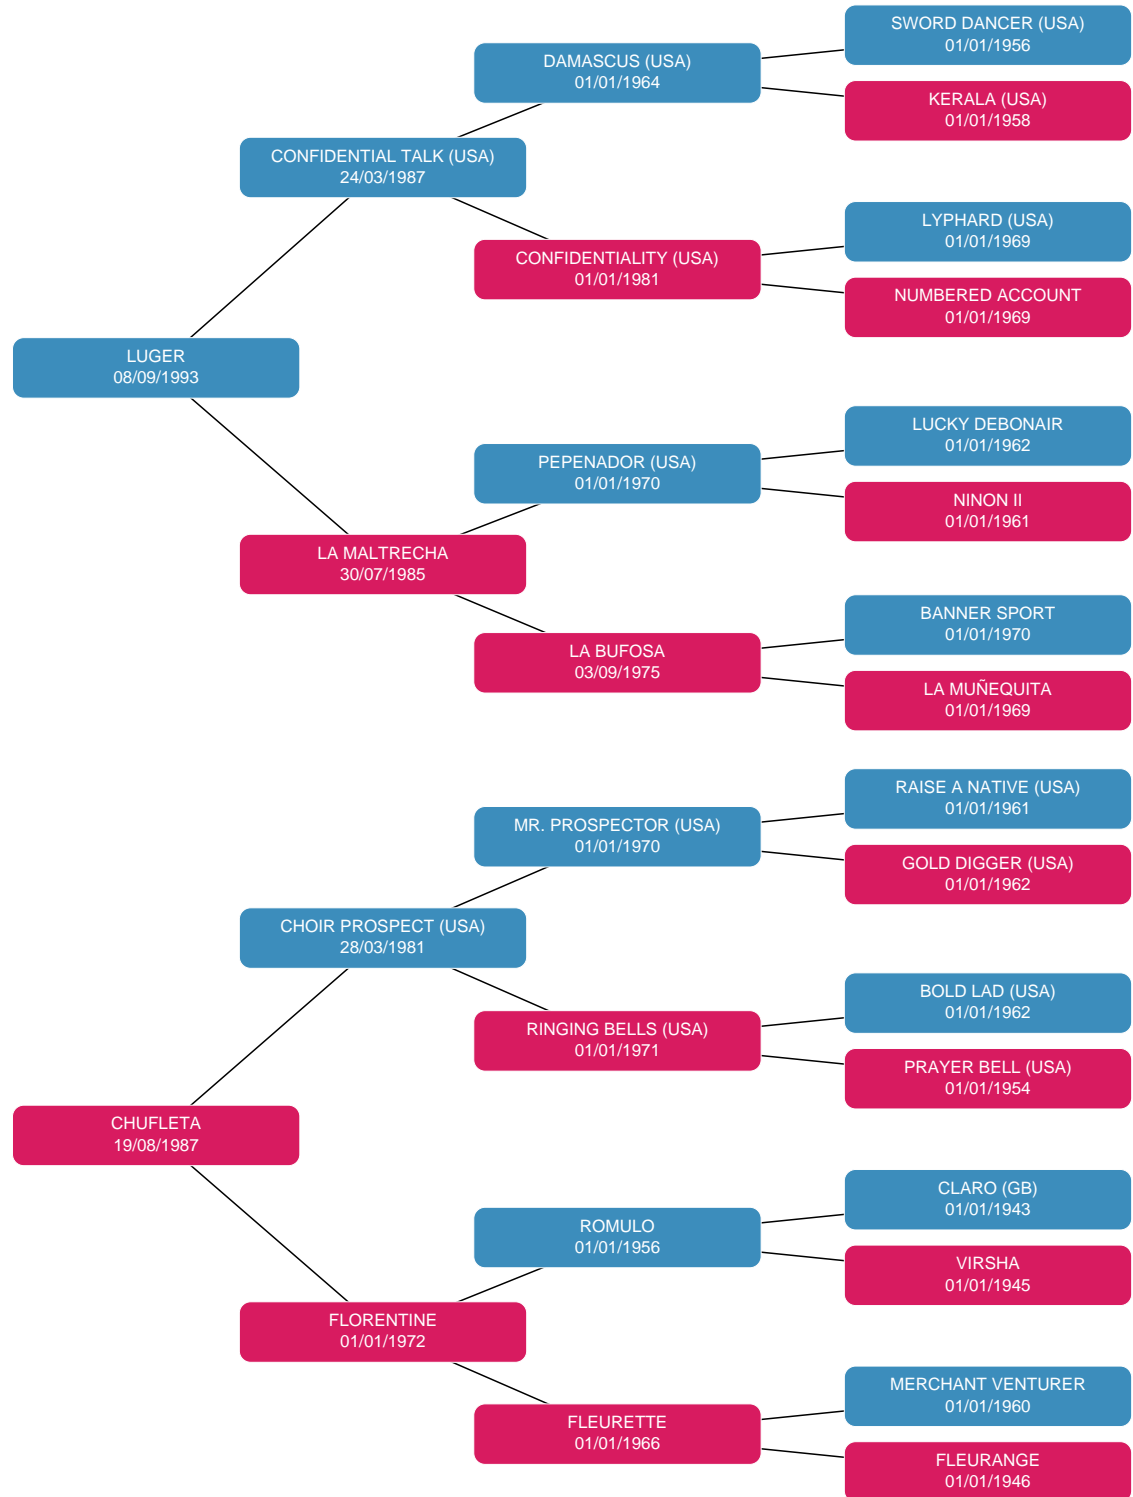 SWORD DANCER (USA)
01/01/1956
DAMASCUS (USA)
01/01/1964
KERALA (USA)
01/01/1958
CONFIDENTIAL TALK (USA)
24/03/1987
LYPHARD (USA)
01/01/1969
CONFIDENTIALITY (USA)
01/01/1981
NUMBERED ACCOUNT
01/01/1969
LUGER
08/09/1993
LUCKY DEBONAIR
01/01/1962
PEPENADOR (USA)
01/01/1970
NINON II
01/01/1961
LA MALTRECHA
30/07/1985
BANNER SPORT
01/01/1970
LA BUFOSA
03/09/1975
LA MUÑEQUITA
01/01/1969
RAISE A NATIVE (USA)
01/01/1961
MR. PROSPECTOR (USA)
01/01/1970
GOLD DIGGER (USA)
01/01/1962
CHOIR PROSPECT (USA)
28/03/1981
BOLD LAD (USA)
01/01/1962
RINGING BELLS (USA)
01/01/1971
PRAYER BELL (USA)
01/01/1954
CHUFLETA
19/08/1987
CLARO (GB)
01/01/1943
ROMULO
01/01/1956
VIRSHA
01/01/1945
FLORENTINE
01/01/1972
MERCHANT VENTURER
01/01/1960
FLEURETTE
01/01/1966
FLEURANGE
01/01/1946